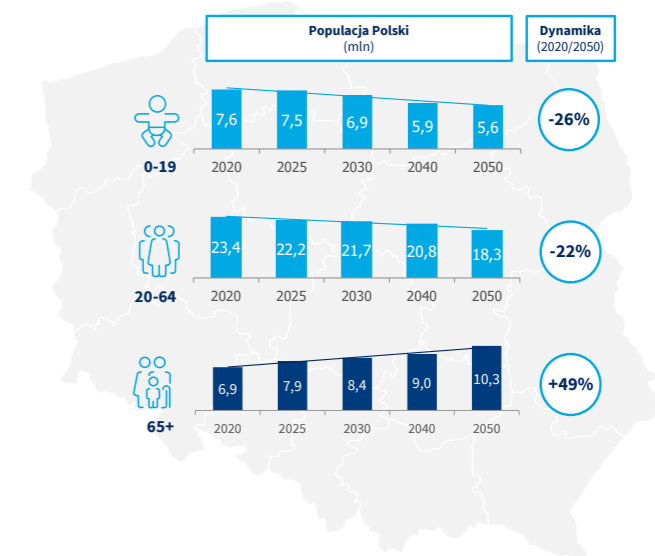 Populacja Polski
(mln)
Dynamika
(2020/2050)
7,6 7,5 6,9 5,9 5,6
-26%
0-19 2020 2025 2030 2040 2050
23,4 22,2 21,7 20,8 18,3
-22%
20-64 2020 2025 2030 2040 2050
6,9 7,9 8,4 9,0 10,3
+49%
65+ 2020 2025 2030 2040 2050